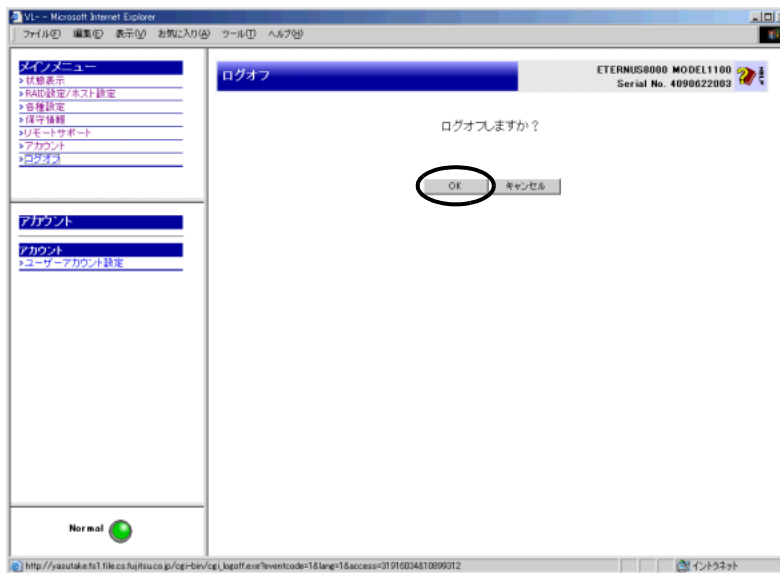 VL-- Microsoft Internet Explorer
ファイル(F) 編集(E) 表示(V) お気に入り(A) ツール(T) ヘルプ(H)
メインメニュー
>状態表示
>RAID設定/ホスト設定
>各種設定
>保守情報
>リモートサポート
>アカウント
>ログオフ
アカウント
アカウント
>ユーザーアカウント設定
Normal
ログオフ
ETERNUS8000 MODEL1100
Serial No. 4090622003
ログオフしますか?
OK キャンセル
http://yasutake.fs1.file.cs.fujitsu.co.jp/cgi-bin/cgi_logoff.exe?eventcode=1&lang=1&access=31916034&10899312
イントラネット